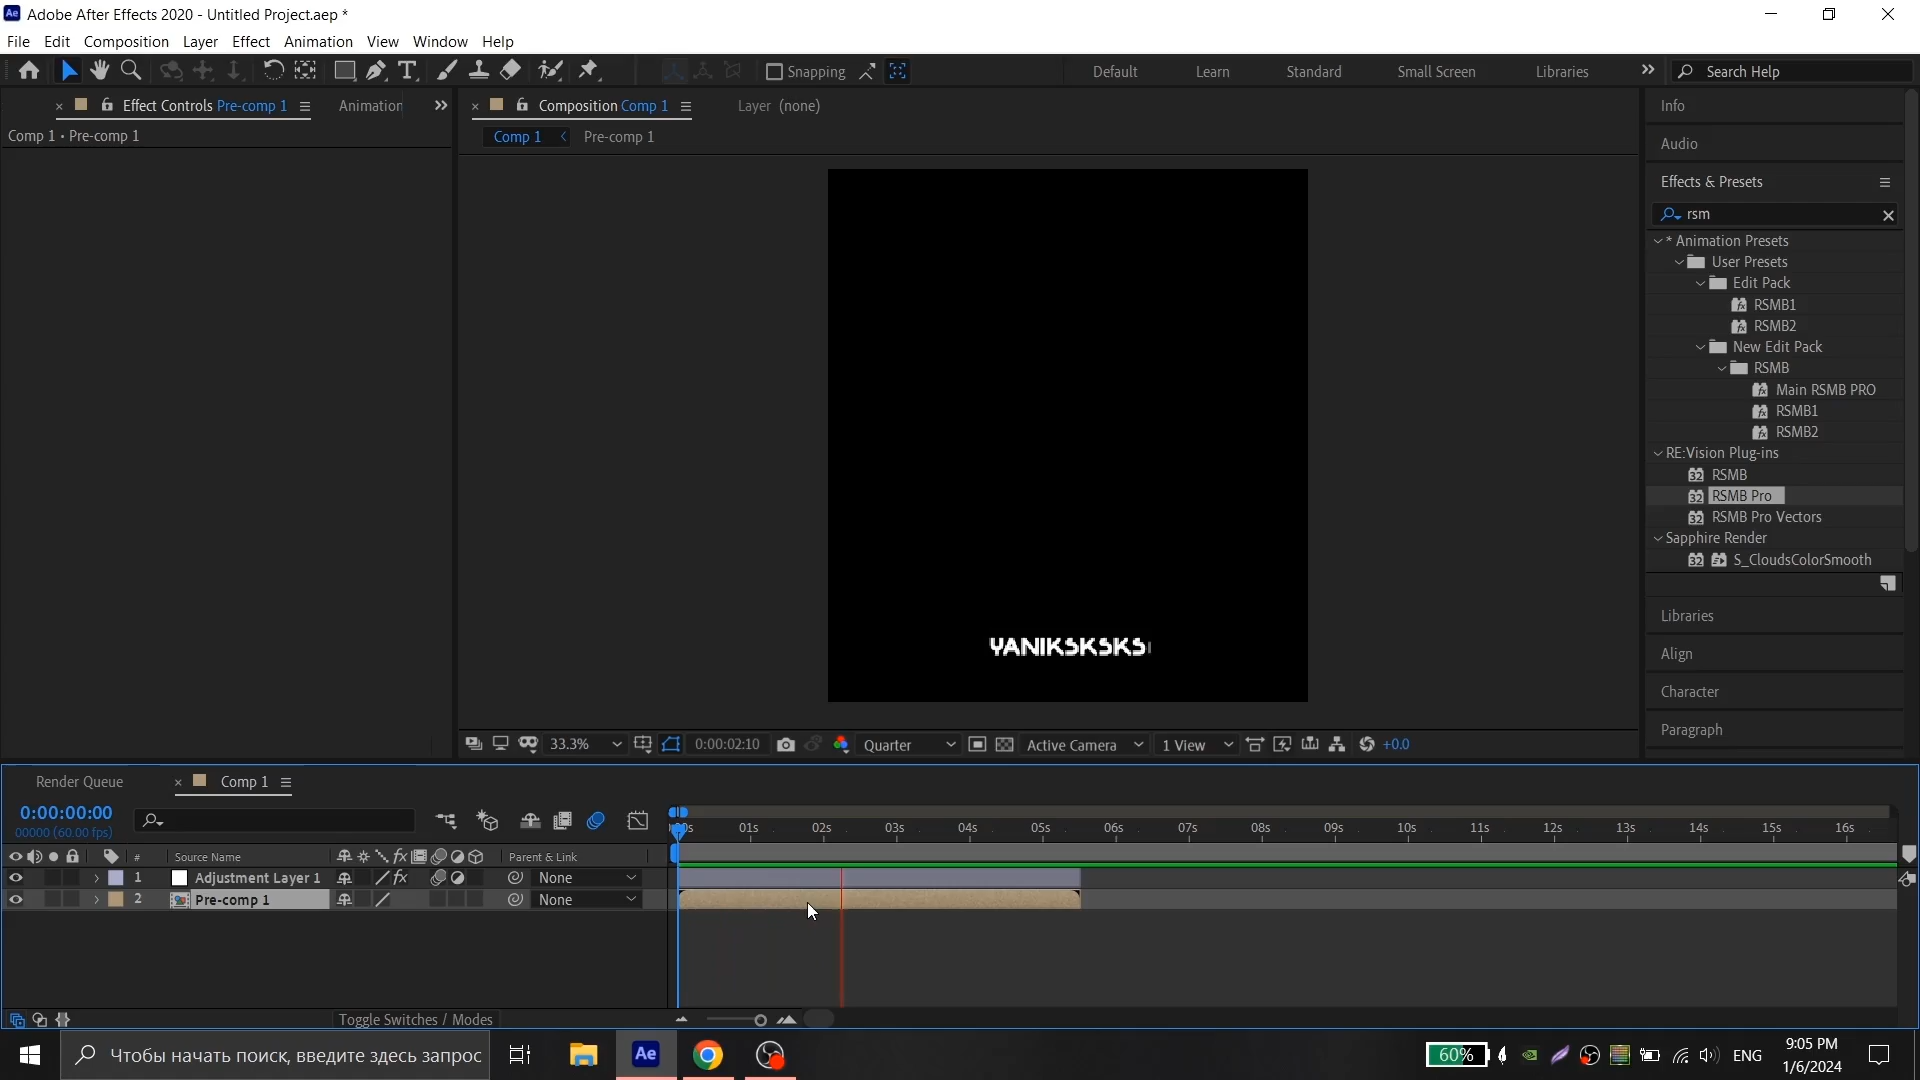 Adobe After Effects 2020 - Untitled Project.aep *
File Edit Composition Layer Effect Animation View Window Help
Snapping
Default Learn Standard Small Screen Libraries
Search Help
Effect Controls Pre-comp 1
Animation
Composition Comp 1
Layer (none)
Info
Comp 1 • Pre-comp 1
Comp 1 Pre-comp 1
Audio
Effects & Presets
rsm
* Animation Presets
User Presets
Edit Pack
RSMB1
RSMB2
New Edit Pack
RSMB
Main RSMB PRO
RSMB1
RSMB2
RE:Vision Plug-ins
RSMB
RSMB Pro
RSMB Pro Vectors
Sapphire Render
S_CloudsColorSmooth
Libraries
Align
Character
Paragraph
YANIKSKSKS
33.3% 0:00:02:10 Quarter Active Camera 1 View +0.0
Render Queue Comp 1
0:00:00:00
00000 (60.00 fps)
01s 02s 03s 04s 05s 06s 07s 08s 09s 10s 11s 12s 13s 14s 15s 16s
# Source Name Parent & Link
1 Adjustment Layer 1 None
2 Pre-comp 1 None
Toggle Switches / Modes
Чтобы начать поиск, введите здесь запрос
Ae
60%
ENG
9:05 PM
1/6/2024